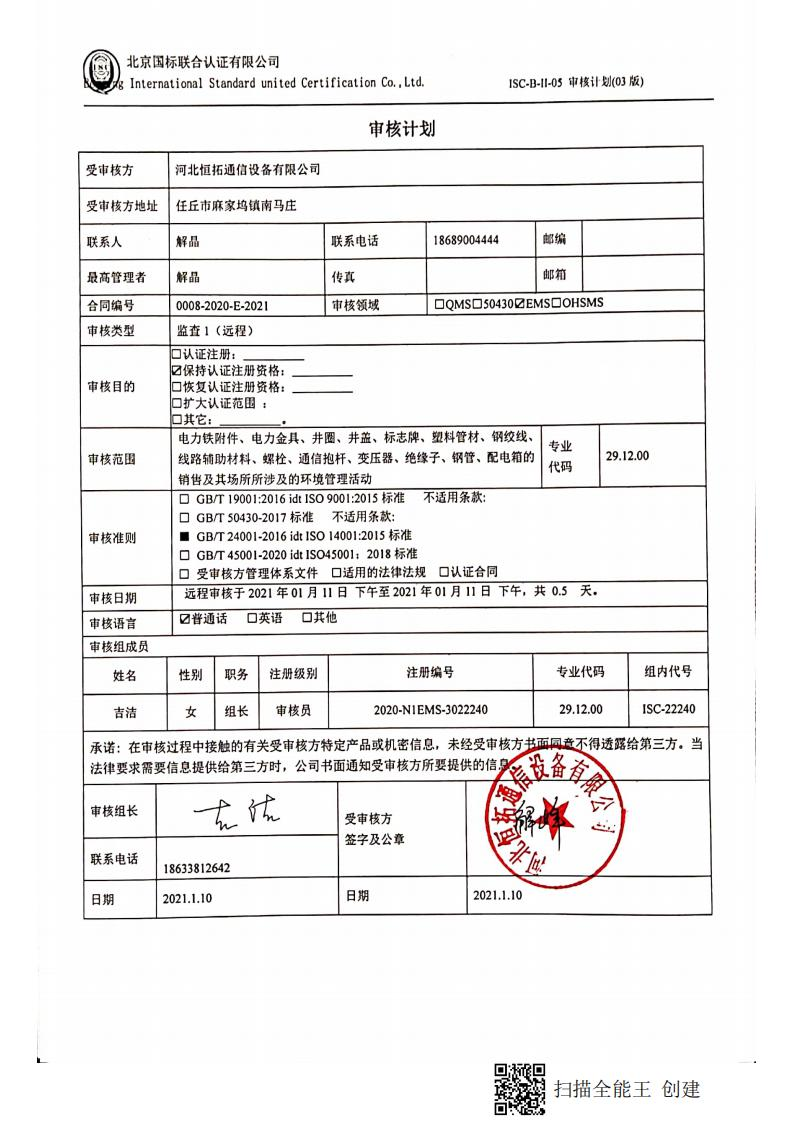 北京国标联合认证有限公司
International Standard united Certification Co.,Ltd.
ISC-B-II-05 审核计划(03 版)
审核计划
受审核方 河北恒拓通信设备有限公司
受审核方地址 任丘市麻家坞镇南马庄
联系人 解晶 联系电话 18689004444 邮编
最高管理者 解晶 传真 邮箱
合同编号 0008-2020-E-2021 审核领域 □QMS□50430☑EMS□OHSMS
审核类型 监查 1（远程）
审核目的
□认证注册：
☑保持认证注册资格：
□恢复认证注册资格：
□扩大认证范围：
□其它：。
审核范围
电力铁附件、电力金具、井圈、井盖、标志牌、塑料管材、钢绞线、
线路辅助材料、螺栓、通信抱杆、变压器、绝缘子、钢管、配电箱的
销售及其场所所涉及的环境管理活动
专业
代码
29.12.00
审核准则
□ GB/T 19001:2016 idt ISO 9001:2015 标准 不适用条款:
□ GB/T 50430-2017 标准 不适用条款:
■ GB/T 24001-2016 idt ISO 14001:2015 标准
□ GB/T 45001-2020 idt ISO45001：2018 标准
□ 受审核方管理体系文件 □适用的法律法规 □认证合同
审核日期 远程审核于 2021 年 01 月 11 日 下午至 2021 年 01 月 11 日 下午，共 0.5 天。
审核语言 ☑普通话 □英语 □其他
审核组成员
姓名 性别 职务 注册级别 注册编号 专业代码 组内代号
吉洁 女 组长 审核员 2020-N1EMS-3022240 29.12.00 ISC-22240
承诺：在审核过程中接触的有关受审核方特定产品或机密信息，未经受审核方书面同意不得透露给第三方。当
法律要求需要信息提供给第三方时，公司书面通知受审核方所要提供的信息
审核组长 吉洁
受审核方
签字及公章
河北恒拓通信设备有限公司
联系电话 18633812642
日期 2021.1.10 日期 2021.1.10
扫描全能王 创建